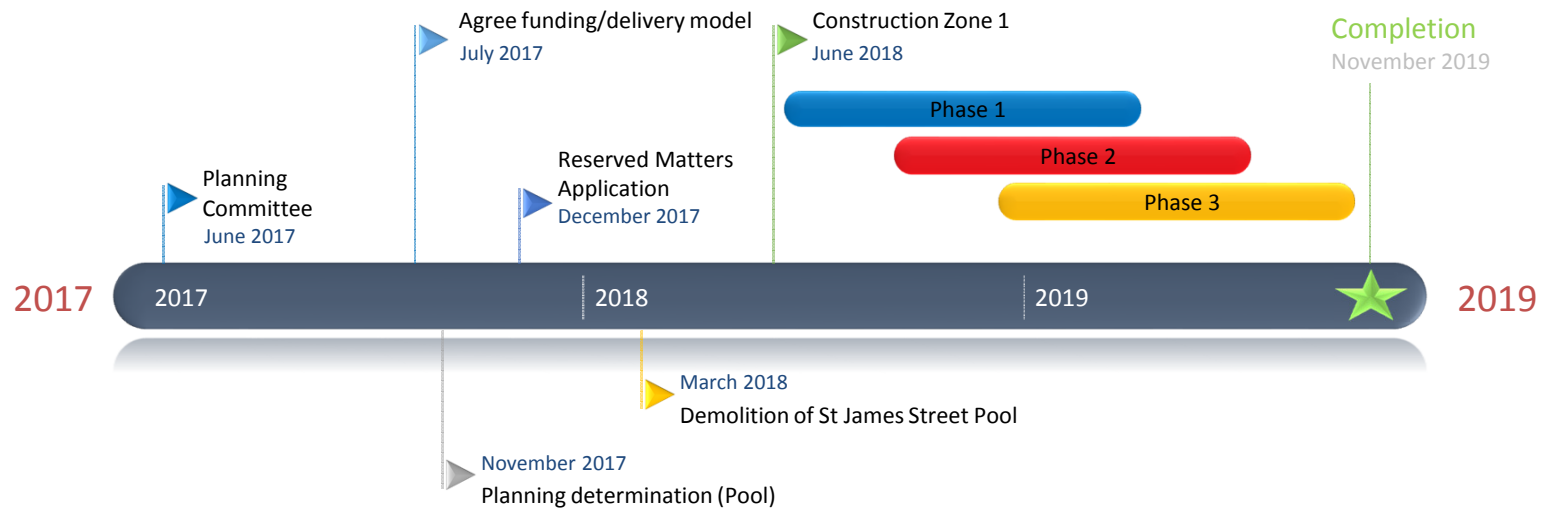 Agree funding/delivery model
July 2017
Construction Zone 1
June 2018
Completion
November 2019
Phase 1
Phase 2
Phase 3
Planning
Committee
June 2017
Reserved Matters
Application
December 2017
2017
2017
2018
2019
2019
March 2018
Demolition of St James Street Pool
November 2017
Planning determination (Pool)